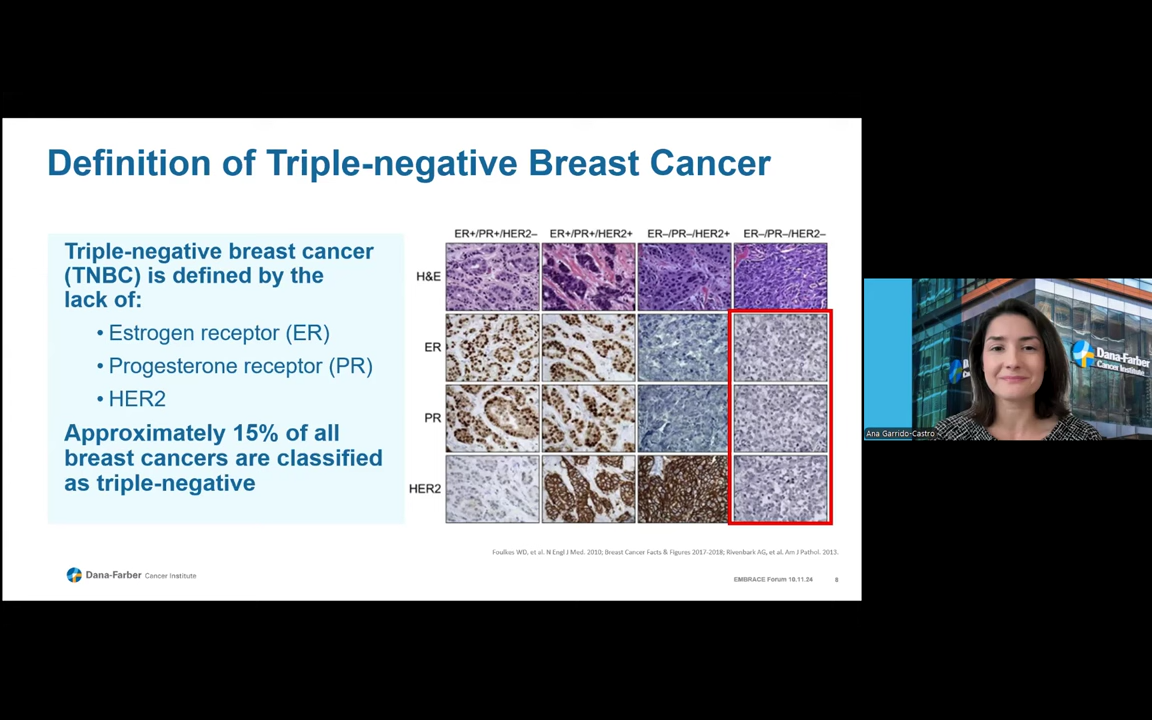 Definition of Triple-negative Breast Cancer
Triple-negative breast cancer
(TNBC) is defined by the
lack of:
• Estrogen receptor (ER)
• Progesterone receptor (PR)
• HER2
Approximately 15% of all
breast cancers are classified
as triple-negative
ER+/PR+/HER2– ER+/PR+/HER2+ ER–/PR–/HER2+ ER–/PR–/HER2–
H&E
ER
PR
HER2
Foulkes WD, et al. N Engl J Med. 2010; Breast Cancer Facts & Figures 2017-2018; Rivenbark AG, et al. Am J Pathol. 2013.
Dana-Farber Cancer Institute
EMBRACE Forum 10.11.24 8
Dana-Farber
Cancer Institute
Ana Garrido-Castro